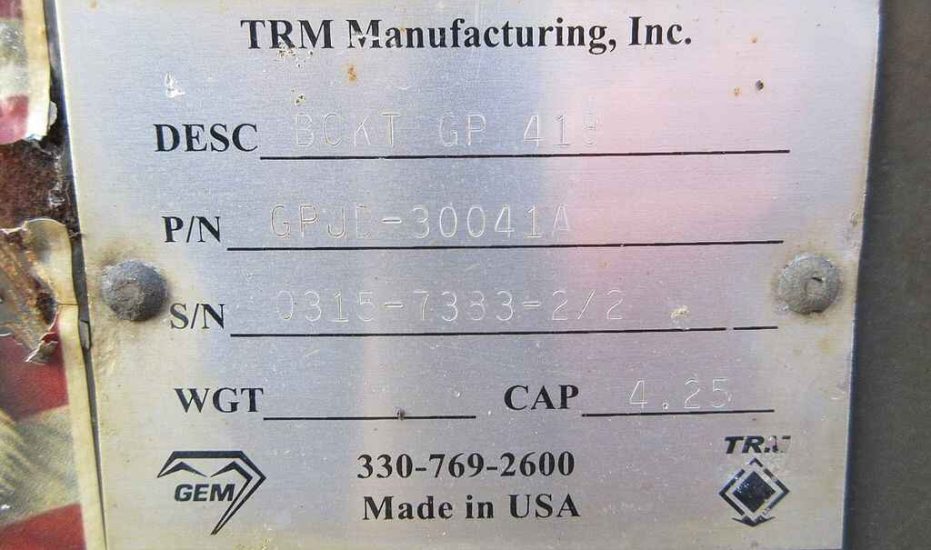 TRM Manufacturing, Inc.
DESC BCKT GP
P/N GPJD-30041A
S/N 0315-7383-2/2
WGT CAP 4.25
GEM 330-769-2600 TRM
Made in USA